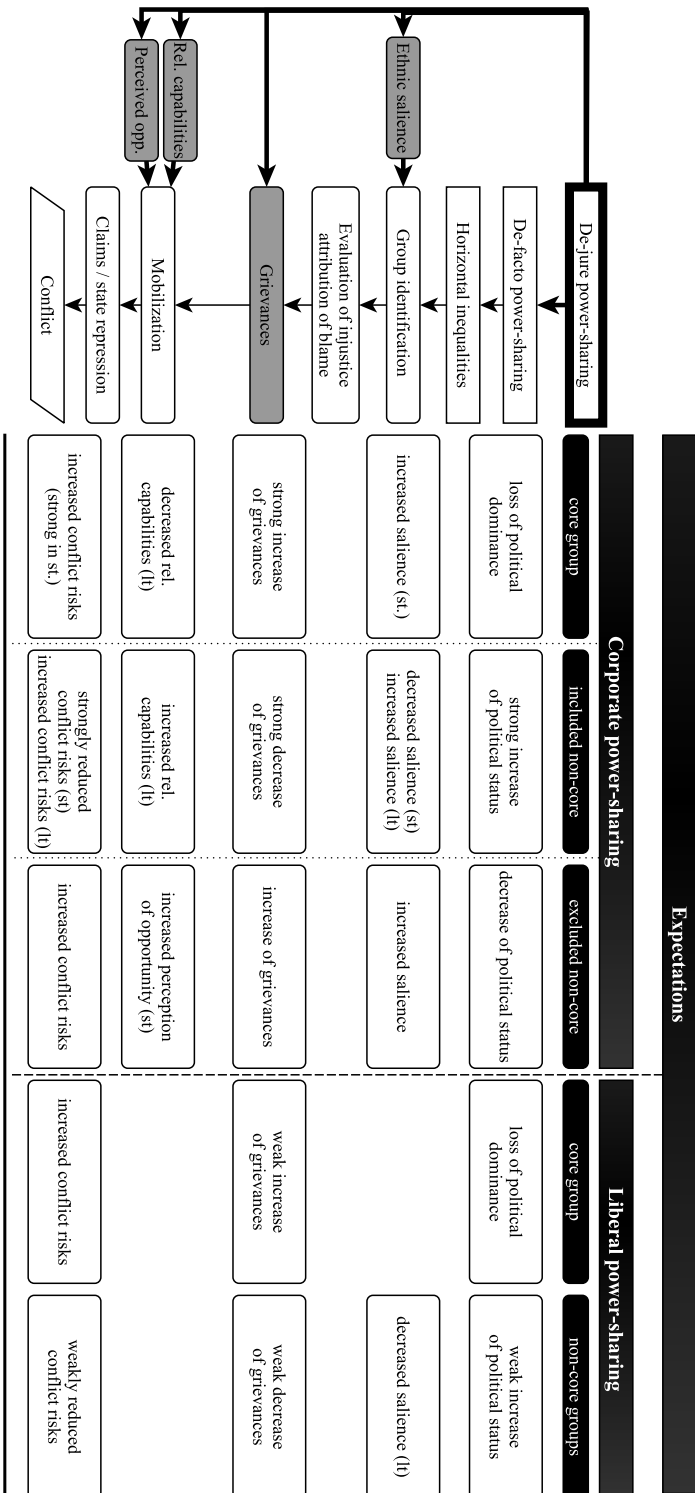 Expectations
Corporate power-sharing
Liberal power-sharing
De-jure power-sharing
core group
included non-core
excluded non-core
core group
non-core groups
De-facto power-sharing
loss of political
dominance
strong increase
of political status
decrease of political status
loss of political
dominance
weak increase
of political status
Horizontal inequalities
Ethnic salience
Group identification
increased salience (st.)
decreased salience (st)
increased salience (lt)
increased salience
decreased salience (lt)
Evaluation of injustice
attribution of blame
Grievances
strong increase
of grievances
strong decrease
of grievances
increase of grievances
weak increase
of grievances
weak decrease
of grievances
Rel. capabilities
Perceived opp.
Mobilization
decreased rel.
capabilities (lt)
increased rel.
capabilities (lt)
increased perception
of opportunity (st)
Claims / state repression
Conflict
increased conflict risks
(strong in st.)
strongly reduced
conflict risks (st)
increased conflict risks (lt)
increased conflict risks
increased conflict risks
weakly reduced
conflict risks